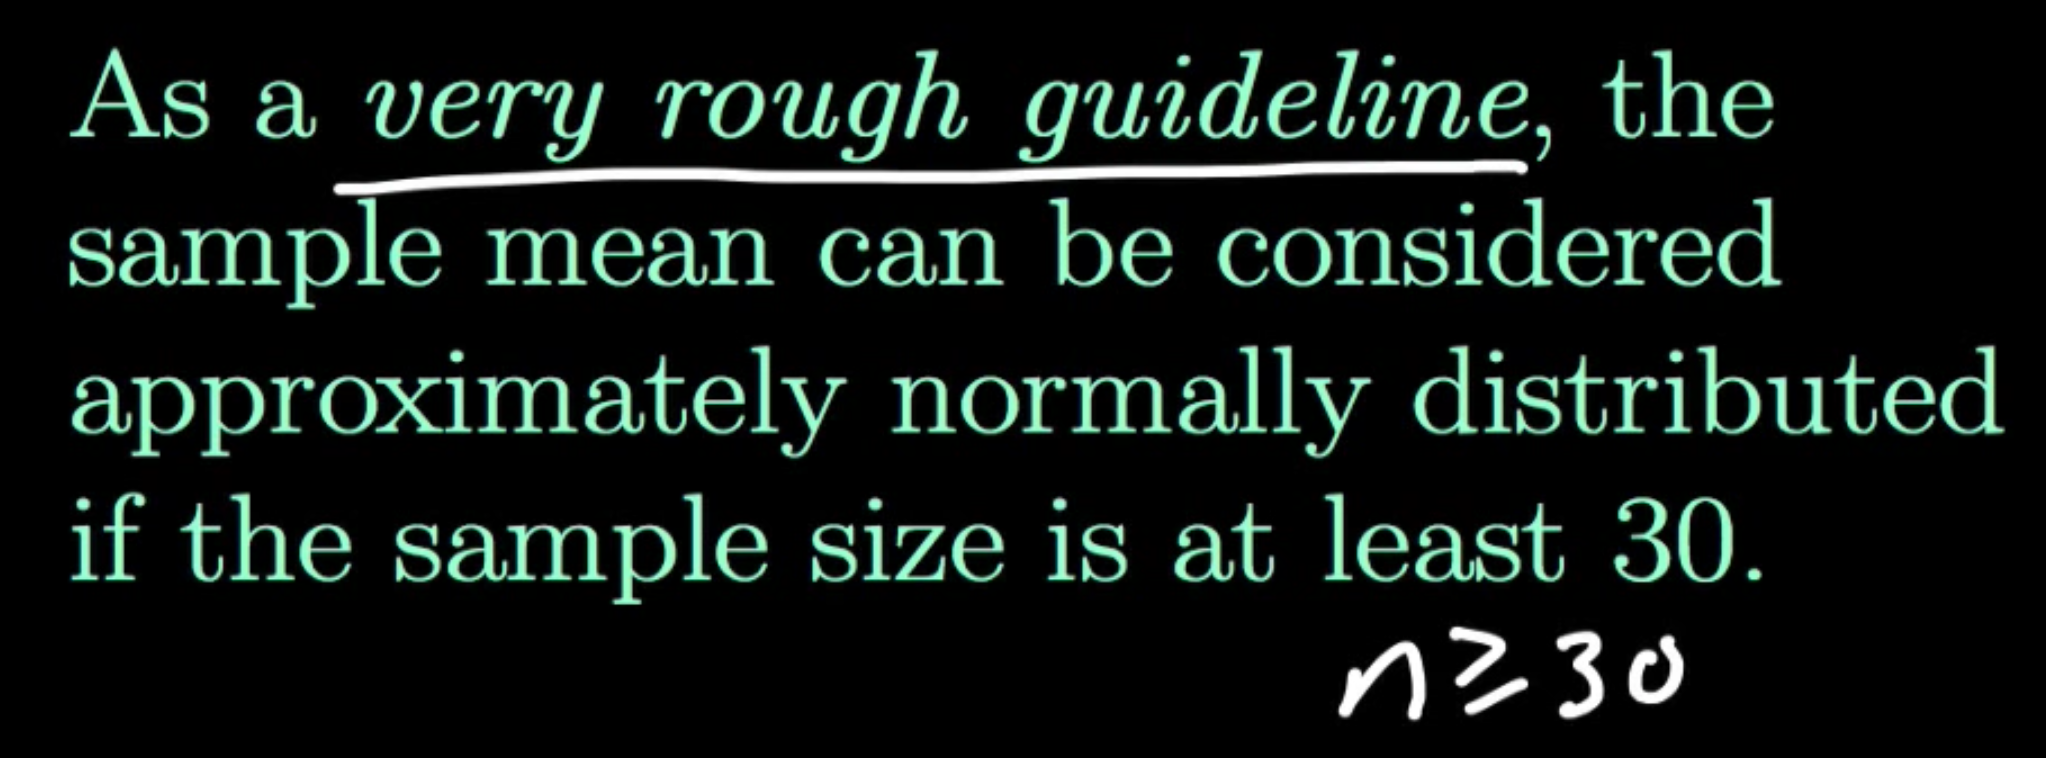 As a very rough guideline, the
sample mean can be considered
approximately normally distributed
if the sample size is at least 30.
n ≥ 30